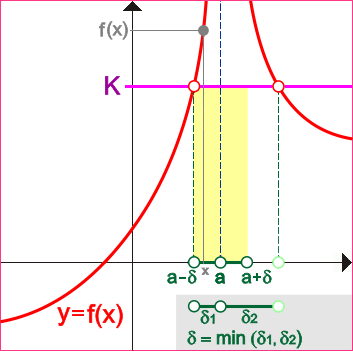 f(x)
K
a-δ x a a+δ
y=f(x)
δ1 δ2
δ = min (δ1, δ2)